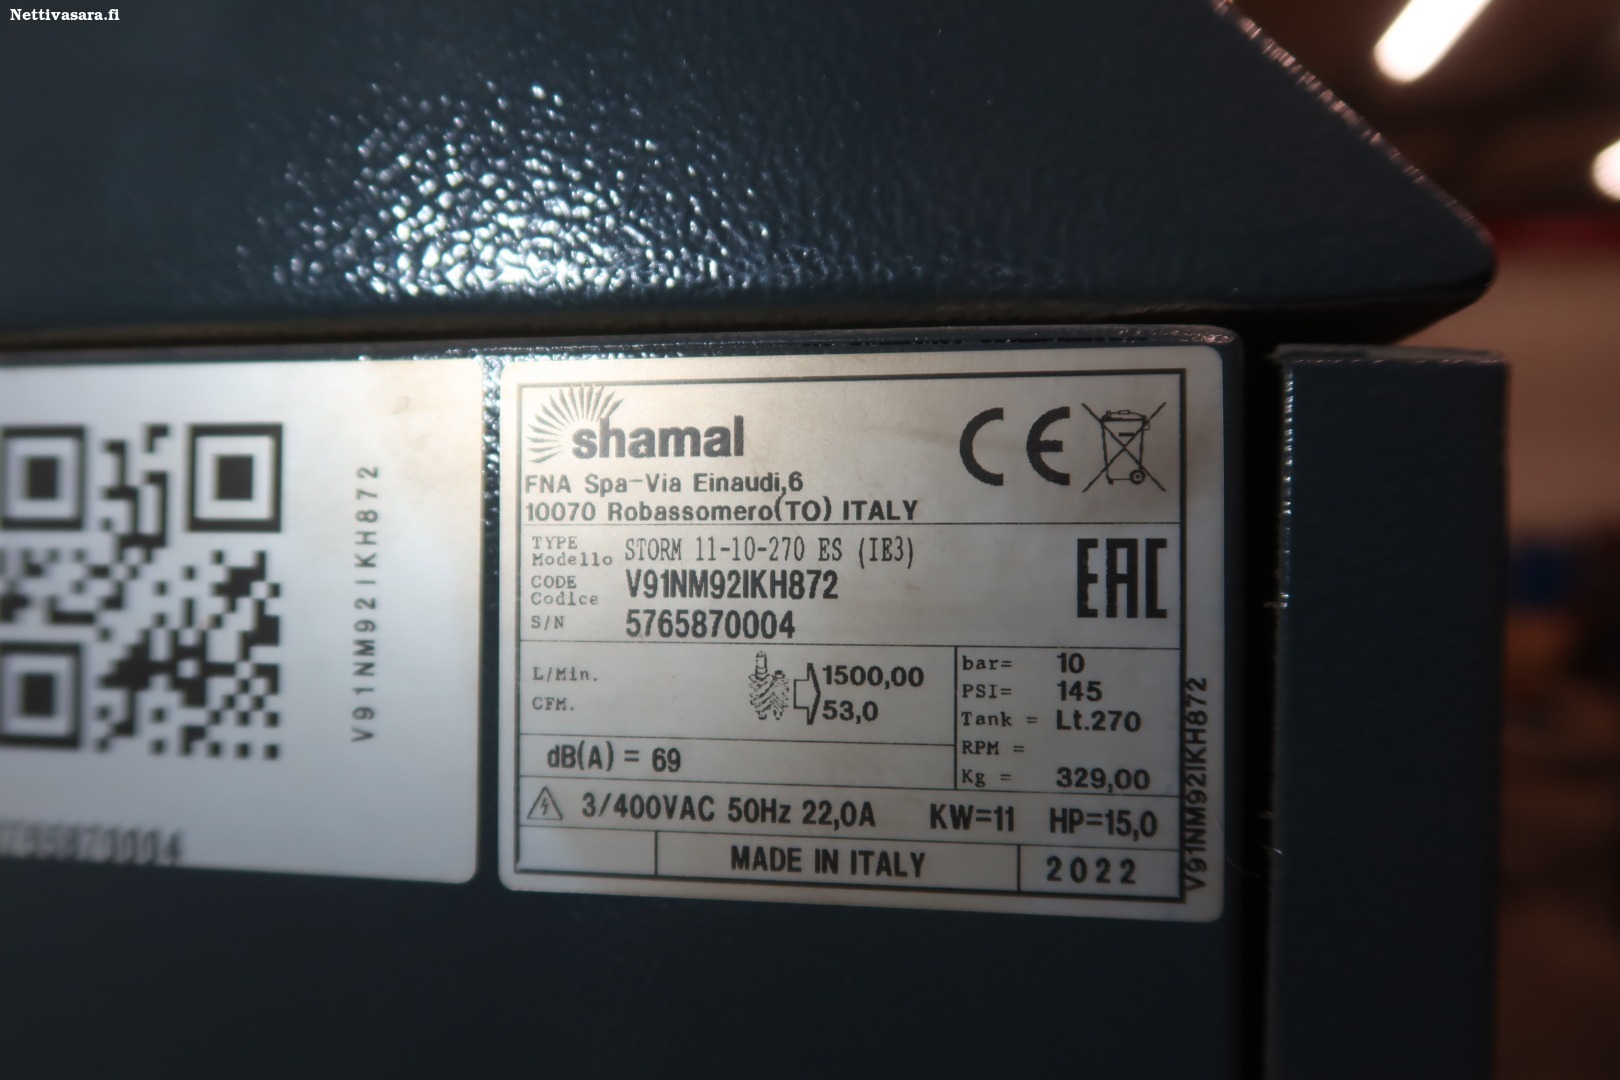 Nettivasara.fi
V91NM92IKH872
shamal
CE
FNA Spa-Via Einaudi,6
10070 Robassomero(TO) ITALY
TYPE
Modello STORM 11-10-270 ES (IE3)
CODE
Codice V91NM92IKH872
S/N 5765870004
EAC
L/Min. 1500,00
CFM. 53,0
bar= 10
PSI= 145
Tank = Lt.270
RPM =
Kg = 329,00
dB(A) = 69
3/400VAC 50Hz 22,0A KW=11 HP=15,0
MADE IN ITALY 2022
V91NM92IKH872